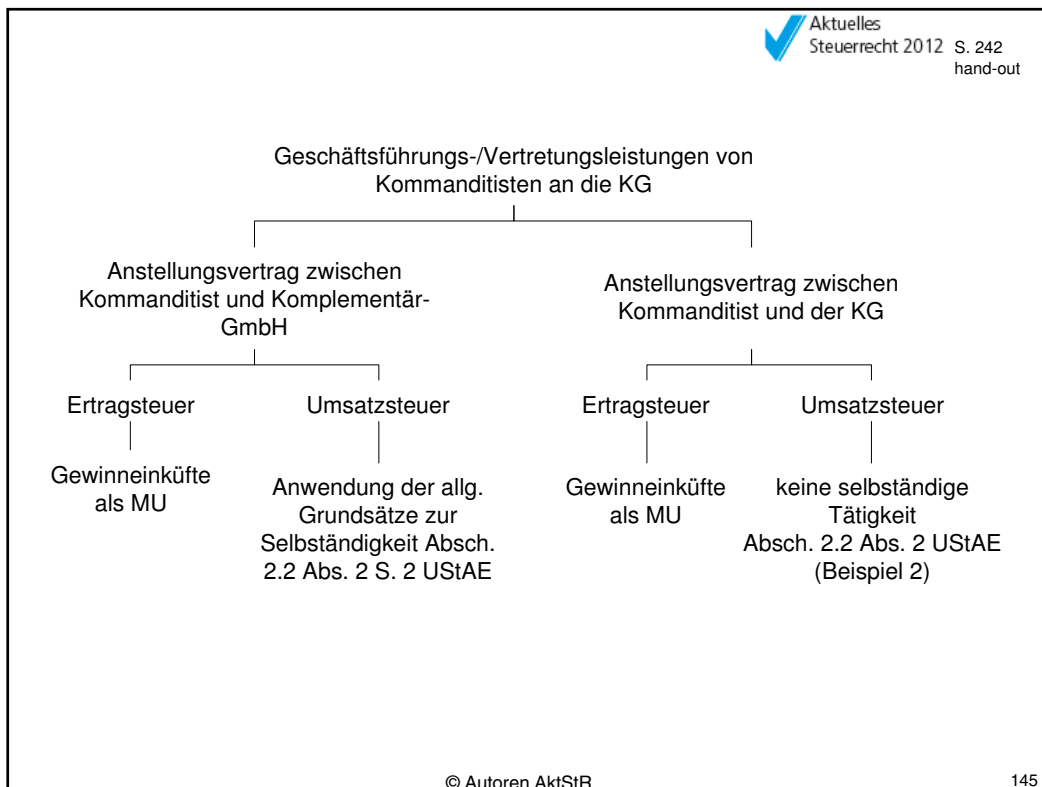 Aktuelles
Steuerrecht 2012 S. 242
hand-out
Geschäftsführungs-/Vertretungsleistungen von
Kommanditisten an die KG
Anstellungsvertrag zwischen
Kommanditist und Komplementär-
GmbH
Anstellungsvertrag zwischen
Kommanditist und der KG
Ertragsteuer
Umsatzsteuer
Ertragsteuer
Umsatzsteuer
Gewinneinküfte
als MU
Anwendung der allg.
Grundsätze zur
Selbständigkeit Absch.
2.2 Abs. 2 S. 2 UStAE
Gewinneinküfte
als MU
keine selbständige
Tätigkeit
Absch. 2.2 Abs. 2 UStAE
(Beispiel 2)
© Autoren AktStR
145